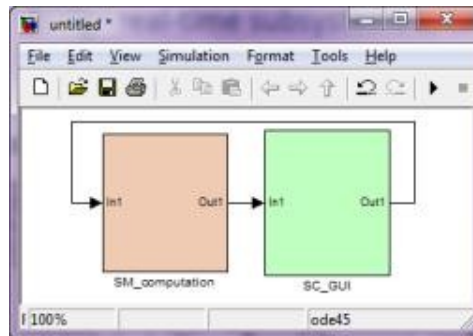 untitled *
File Edit View Simulation Format Tools Help
In1 Out1 In1 Out1
SM_computation
SC_GUI
100% ode45